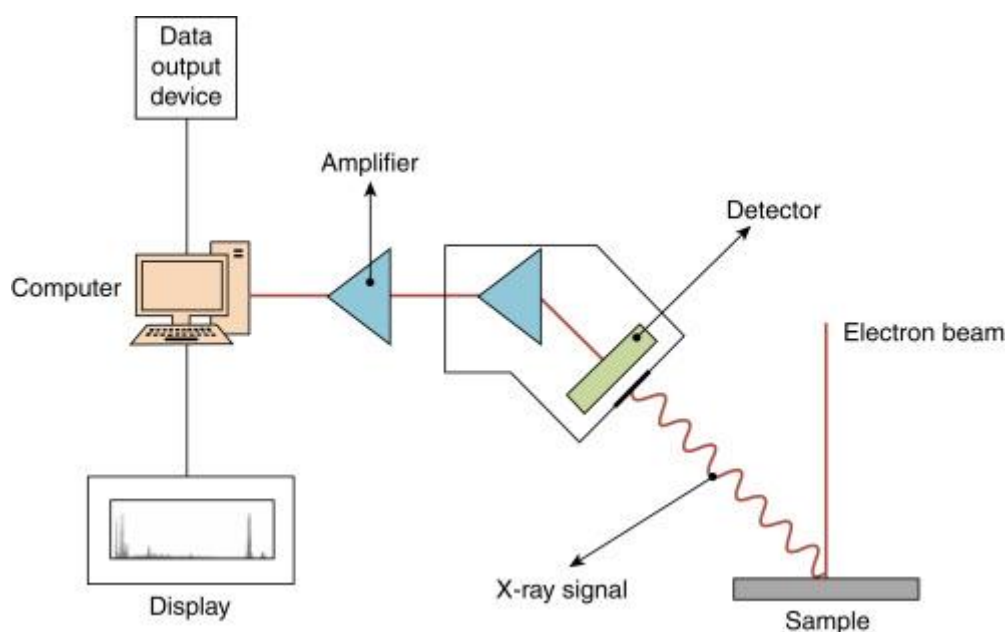 Data
output
device
Amplifier
Detector
Computer
Electron beam
X-ray signal
Display
Sample